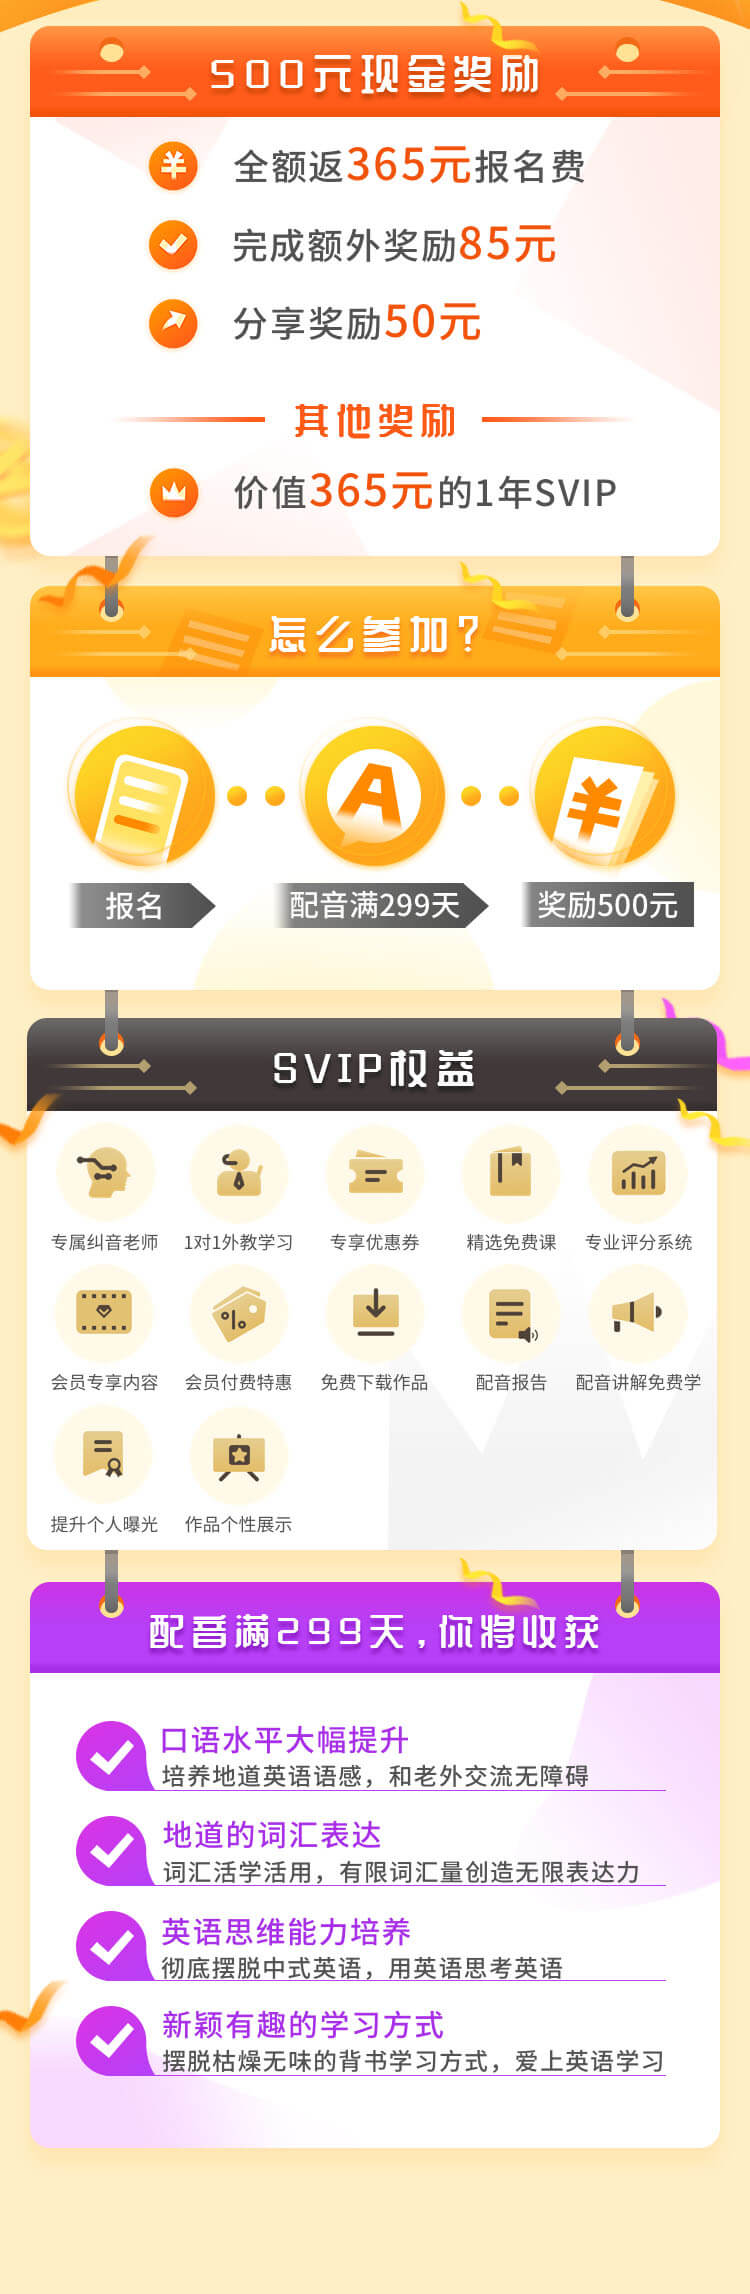 500元现金奖励
全额返365元报名费
完成额外奖励85元
分享奖励50元
其他奖励
价值365元的1年SVIP
怎么参加?
报名
配音满299天
奖励500元
SVIP权益
专属纠音老师
1对1外教学习
专享优惠券
精选免费课
专业评分系统
会员专享内容
会员付费特惠
免费下载作品
配音报告
配音讲解免费学
提升个人曝光
作品个性展示
配音满299天,你将收获
口语水平大幅提升
培养地道英语语感，和老外交流无障碍
地道的词汇表达
词汇活学活用，有限词汇量创造无限表达力
英语思维能力培养
彻底摆脱中式英语，用英语思考英语
新颖有趣的学习方式
摆脱枯燥无味的背书学习方式，爱上英语学习